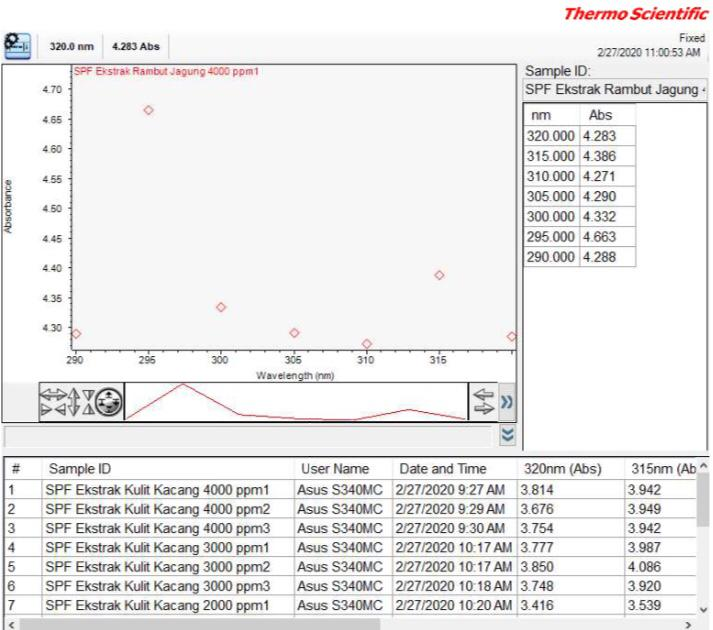 Thermo Scientific
320.0 nm 4.283 Abs
Fixed
2/27/2020 11:00:53 AM
SPF Ekstrak Rambut Jagung 4000 ppm1
4.70
4.65
4.60
4.55
4.50
4.45
4.40
4.35
4.30
Absorbance
290 295 300 305 310 315
Wavelength (nm)
Sample ID:
SPF Ekstrak Rambut Jagung
nm Abs
320.000 4.283
315.000 4.386
310.000 4.271
305.000 4.290
300.000 4.332
295.000 4.663
290.000 4.288
# Sample ID User Name Date and Time 320nm (Abs) 315nm (Ab
1 SPF Ekstrak Kulit Kacang 4000 ppm1 Asus S340MC 2/27/2020 9:27 AM 3.814 3.942
2 SPF Ekstrak Kulit Kacang 4000 ppm2 Asus S340MC 2/27/2020 9:29 AM 3.676 3.949
3 SPF Ekstrak Kulit Kacang 4000 ppm3 Asus S340MC 2/27/2020 9:30 AM 3.754 3.942
4 SPF Ekstrak Kulit Kacang 3000 ppm1 Asus S340MC 2/27/2020 10:17 AM 3.777 3.987
5 SPF Ekstrak Kulit Kacang 3000 ppm2 Asus S340MC 2/27/2020 10:17 AM 3.850 4.086
6 SPF Ekstrak Kulit Kacang 3000 ppm3 Asus S340MC 2/27/2020 10:18 AM 3.748 3.920
7 SPF Ekstrak Kulit Kacang 2000 ppm1 Asus S340MC 2/27/2020 10:20 AM 3.416 3.539